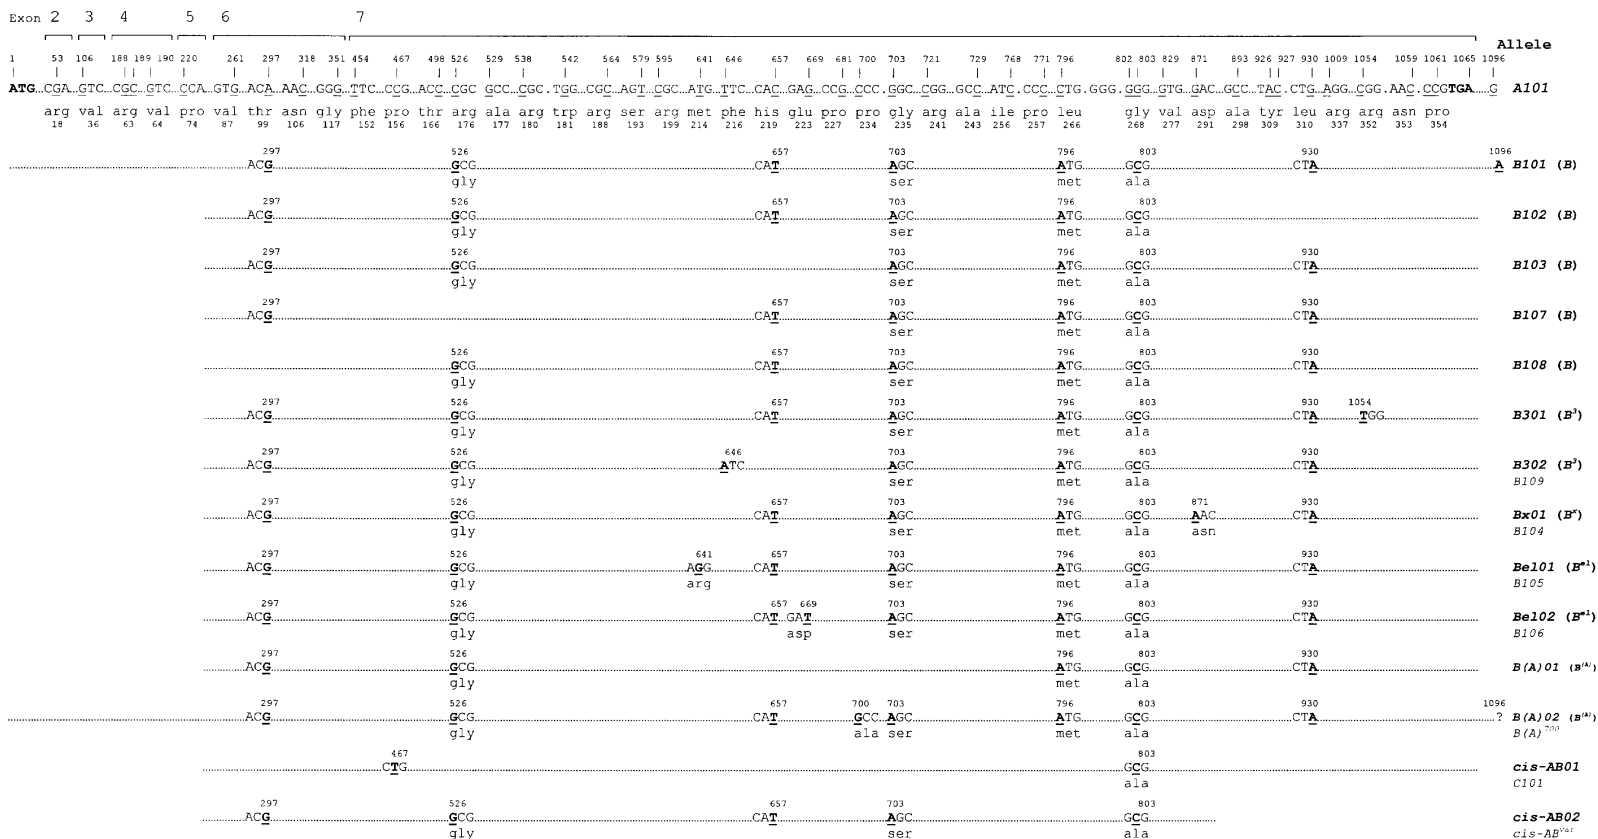 Exon 2 3 4 5 6 7
Allele
1 53 106 188 189 190 220 261 297 318 351 454 467 498 526 529 538 542 564 579 595 641 646 657 669 681 700 703 721 729 768 771 796 802 803 829 871 893 926 927 930 1009 1054 1059 1061 1065 1096
ATG..CGA..GTC...CGC..GTC..CCA..GTG..ACA..AAC..GGG..TTC...CCG..ACC..CGC GCC..CGC.TGG..CGC..AGT..CGC..ATG..TTC..CAC..GAG..CCG..CCC..GGC..CGG..GCC..ATC.CCC..CTG.GGG.GGG..GTG..GAC..GCC..TAC..CTG..AGG..CGG.AAC..CCGTGA...G A101
arg val arg val pro val thr asn gly phe pro thr arg ala arg trp arg ser arg met phe his glu pro pro gly arg ala ile pro leu gly val asp ala tyr leu arg arg asn pro
18 36 63 64 74 87 99 106 117 152 156 166 176 177 180 181 188 193 199 214 216 219 223 227 234 235 241 243 256 257 266 268 277 291 298 309 310 337 352 353 354
297 526 657 703 796 803 930 1096
ACG GCG CAT AGC ATG GCG CTA A B101 (B)
gly ser met ala
297 526 657 703 796 803
ACG GCG CAT AGC ATG GCG B102 (B)
gly ser met ala
297 526 703 796 803 930
ACG GCG AGC ATG GCG CTA B103 (B)
gly ser met ala
297 657 703 796 803 930
ACG CAT AGC ATG GCG CTA B107 (B)
ser met ala
526 657 703 796 803 930
GCG CAT AGC ATG GCG CTA B108 (B)
gly ser met ala
297 526 657 703 796 803 930 1054
ACG GCG CAT AGC ATG GCG CTA TGG B301 (B³)
gly ser met ala
297 526 646 703 796 803 930
ACG GCG ATC AGC ATG GCG CTA B302 (B³)
gly ser met ala B109
297 526 657 703 796 803 871 930
ACG GCG CAT AGC ATG GCG AAC CTA Bx01 (Bˣ)
gly ser met ala asn B104
297 526 641 657 703 796 803 930
ACG GCG AGG CAT AGC ATG GCG CTA Bel01 (Bᵉˡ)
gly arg ser met ala B105
297 526 657 669 703 796 803 930
ACG GCG CAT GAT AGC ATG GCG CTA Bel02 (Bᵉˡ)
gly asp ser met ala B106
297 526 796 803 930
ACG GCG ATG GCG CTA B(A)01 (B⁽ᴬ⁾)
gly met ala
297 526 657 700 703 796 803 930 1096
ACG GCG CAT GCC AGC ATG GCG CTA ? B(A)02 (B⁽ᴬ⁾)
gly ala ser met ala B(A)⁷⁰⁰
467 803
CTG GCG cis-AB01
ala C101
297 526 657 703 803
ACG GCG CAT AGC GCG cis-AB02
gly ser ala cis-ABᵛᵃʳ